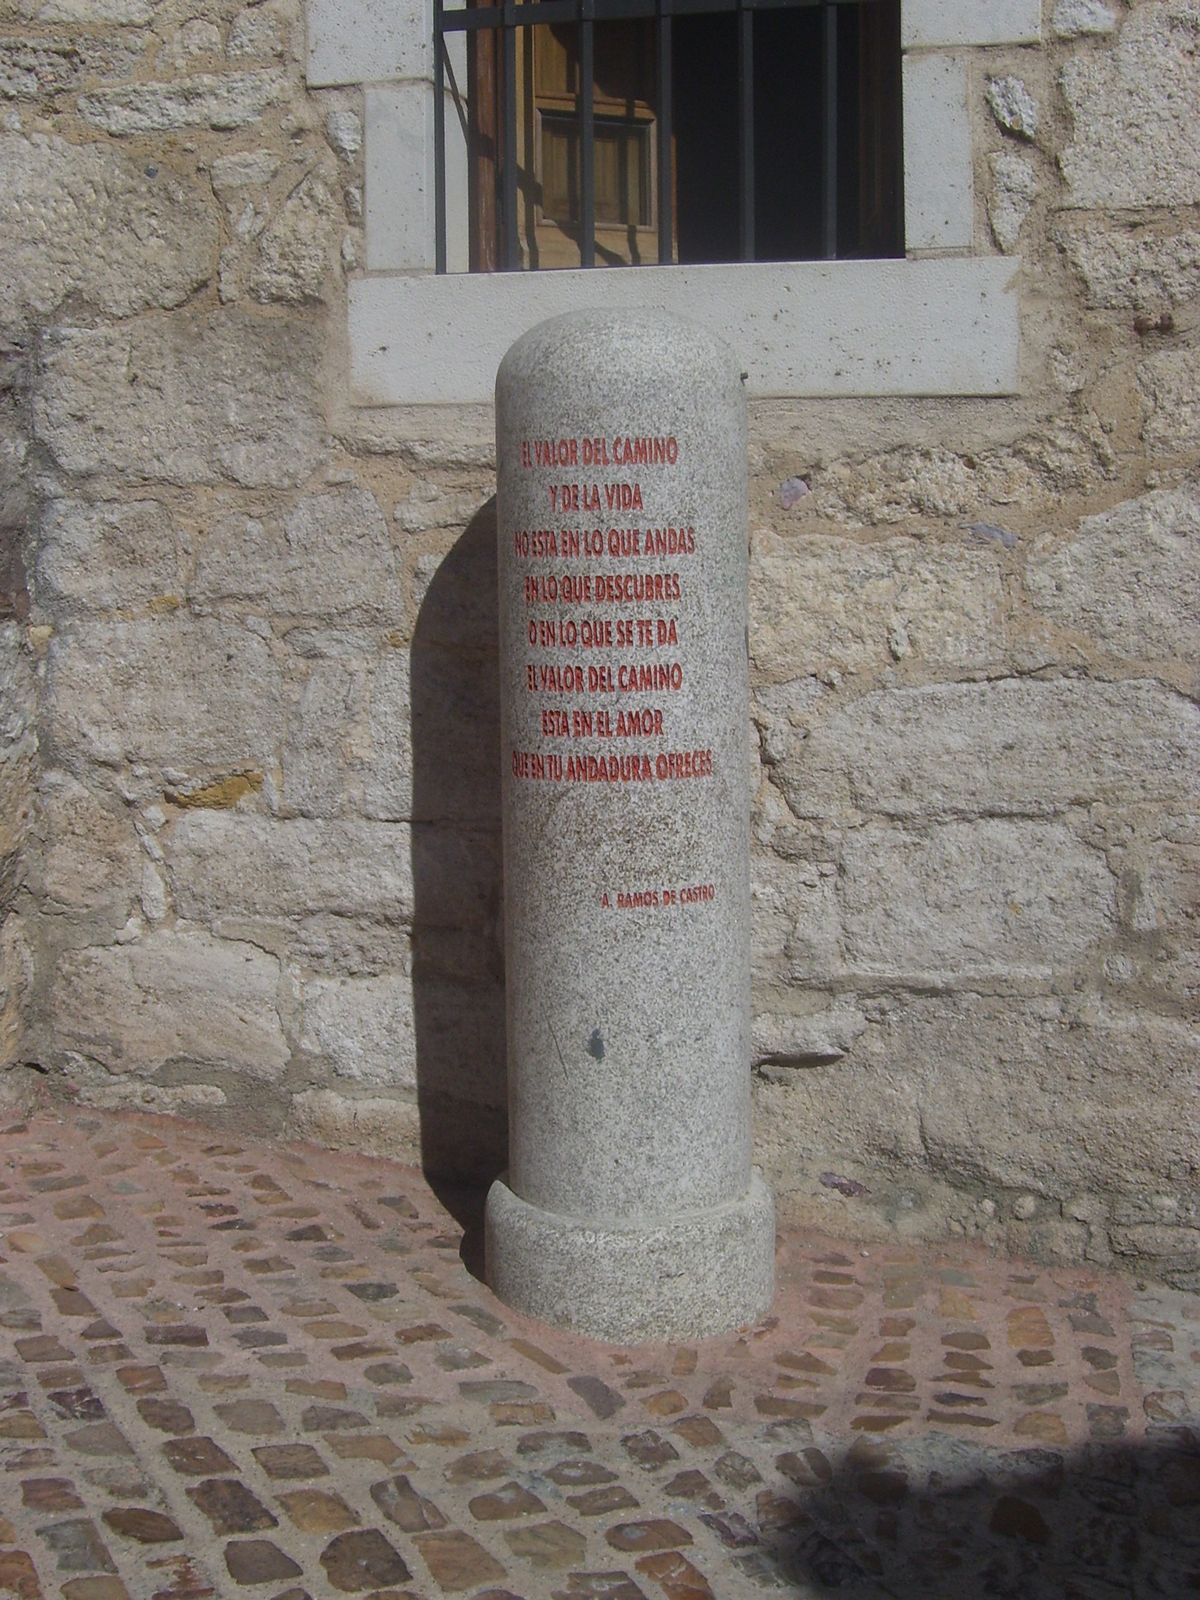 EL VALOR DEL CAMINO
Y DE LA VIDA
NO ESTA EN LO QUE ANDAS
EN LO QUE DESCUBRES
O EN LO QUE SE TE DA
EL VALOR DEL CAMINO
ESTA EN EL AMOR
QUE EN TU ANDADURA OFRECES
A. RAMOS DE CASTRO